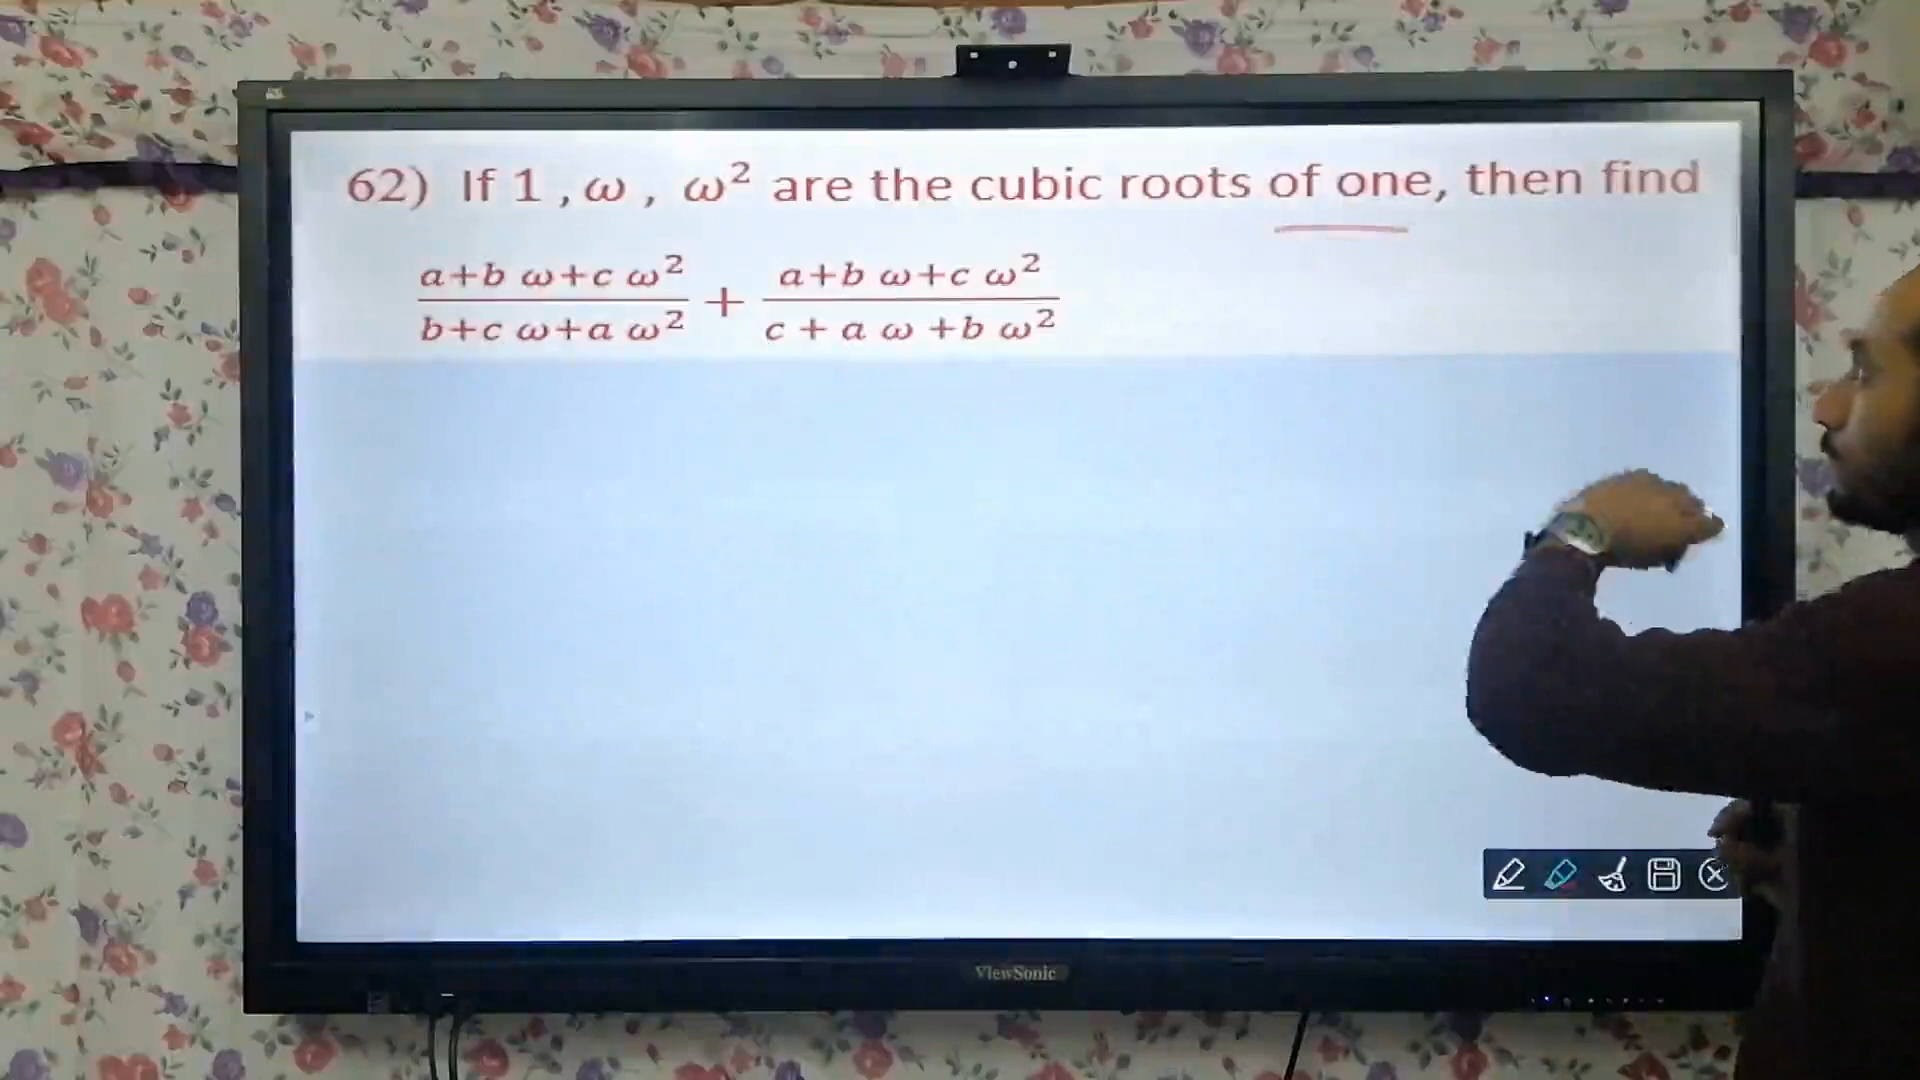 62) If 1 , ω , ω² are the cubic roots of one, then find
a+b ω+c ω² / b+c ω+a ω² + a+b ω+c ω² / c + a ω +b ω²
ViewSonic